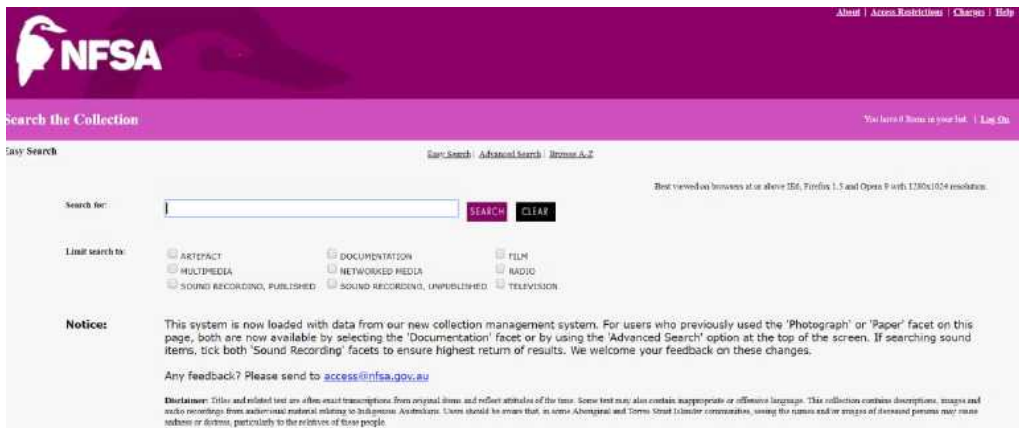 About | Access Restrictions | Charges | Help
NFSA
Search the Collection
You have 0 Items in your list. | Log On
Easy Search
Easy Search | Advanced Search | Browse A-Z
Best viewed on browsers at or above IE6, Firefox 1.5 and Opera 9 with 1280x1024 resolution.
Search for:
SEARCH CLEAR
Limit search to:
ARTEFACT DOCUMENTATION FILM
MULTIMEDIA NETWORKED MEDIA RADIO
SOUND RECORDING, PUBLISHED SOUND RECORDING, UNPUBLISHED TELEVISION
Notice:
This system is now loaded with data from our new collection management system. For users who previously used the 'Photograph' or 'Paper' facet on this
page, both are now available by selecting the 'Documentation' facet or by using the 'Advanced Search' option at the top of the screen. If searching sound
items, tick both 'Sound Recording' facets to ensure highest return of results. We welcome your feedback on these changes.
Any feedback? Please send to access@nfsa.gov.au
Disclaimer: Titles and related text are often exact transcriptions from original items and reflect attitudes of the time. Some text may also contain inappropriate or offensive language. This collection contains descriptions, images and
audio recordings from audiovisual material relating to Indigenous Australians. Users should be aware that, in some Aboriginal and Torres Strait Islander communities, seeing the names and/or images of deceased persons may cause
sadness or distress, particularly to the relatives of these people.